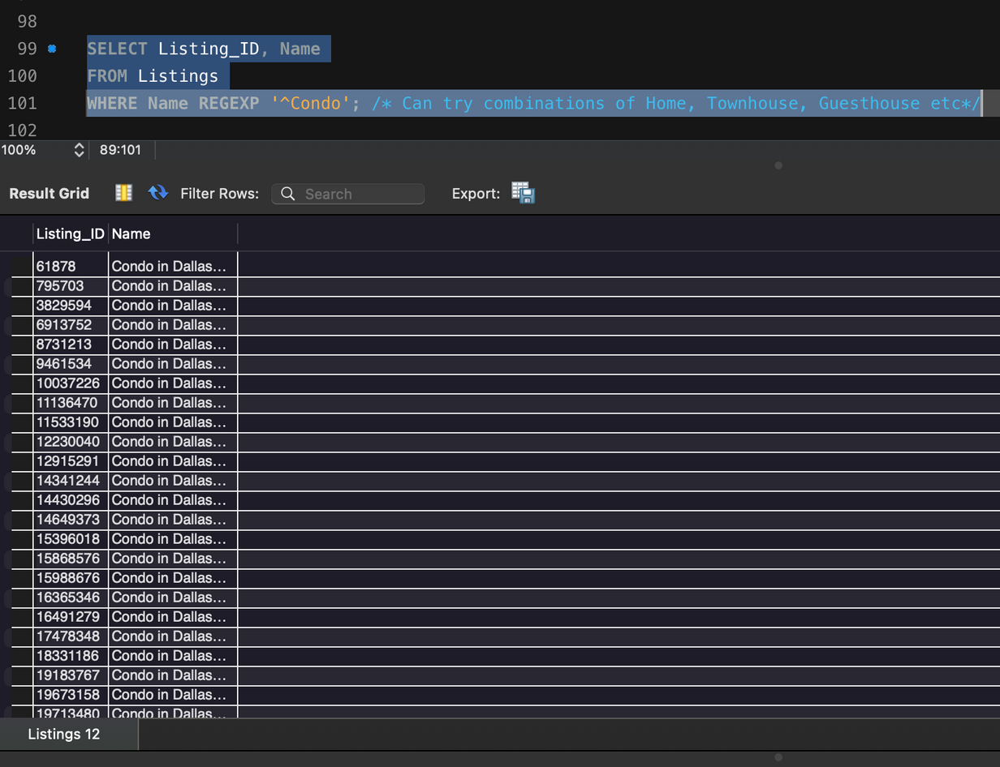 98
99 SELECT Listing_ID, Name
100 FROM Listings
101 WHERE Name REGEXP '^Condo'; /* Can try combinations of Home, Townhouse, Guesthouse etc*/
102
100% 89:101
Result Grid Filter Rows: Search Export:
Listing_ID Name
61878 Condo in Dallas...
795703 Condo in Dallas...
3829594 Condo in Dallas...
6913752 Condo in Dallas...
8731213 Condo in Dallas...
9461534 Condo in Dallas...
10037226 Condo in Dallas...
11136470 Condo in Dallas...
11533190 Condo in Dallas...
12230040 Condo in Dallas...
12915291 Condo in Dallas...
14341244 Condo in Dallas...
14430296 Condo in Dallas...
14649373 Condo in Dallas...
15396018 Condo in Dallas...
15868576 Condo in Dallas...
15988676 Condo in Dallas...
16365346 Condo in Dallas...
16491279 Condo in Dallas...
17478348 Condo in Dallas...
18331186 Condo in Dallas...
19183767 Condo in Dallas...
19673158 Condo in Dallas...
19713480 Condo in Dallas...
Listings 12